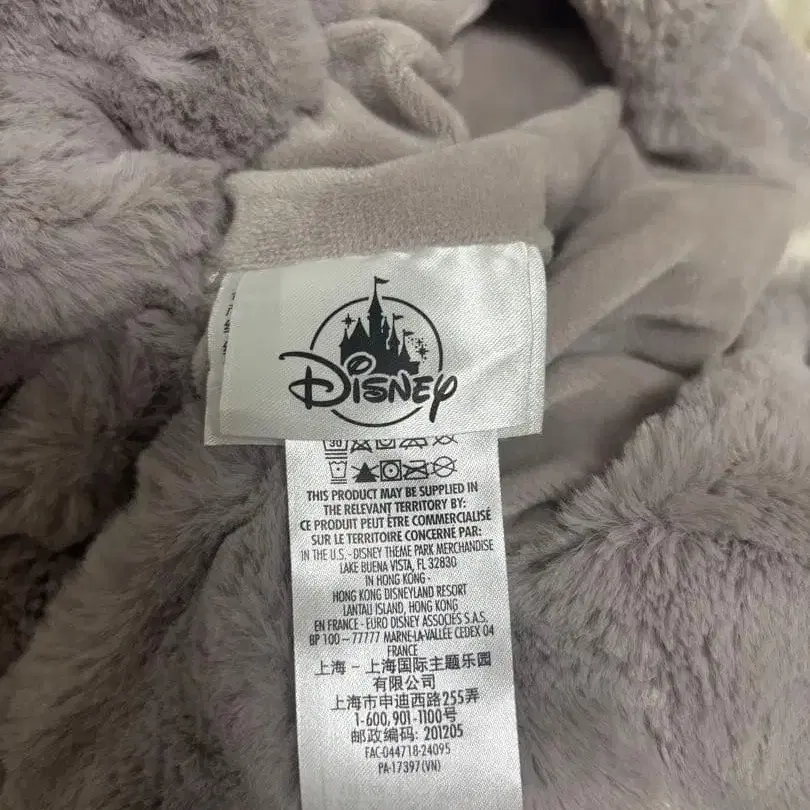 DISNEY
30
THIS PRODUCT MAY BE SUPPLIED IN
THE RELEVANT TERRITORY BY:
CE PRODUIT PEUT ÊTRE COMMERCIALISÉ
SUR LE TERRITOIRE CONCERNÉ PAR:
IN THE U.S. - DISNEY THEME PARK MERCHANDISE
LAKE BUENA VISTA, FL 32830
IN HONG KONG -
HONG KONG DISNEYLAND RESORT
LANTAU ISLAND, HONG KONG
EN FRANCE - EURO DISNEY ASSOCIÉS S.A.S.
BP 100 – 77777 MARNE-LA-VALLÉE CEDEX 04
FRANCE
上海 – 上海国际主题乐园
有限公司
上海市申迪西路255弄
1-600, 901-1100号
邮政编码: 201205
FAC-044718-24095
PA-17397(VN)